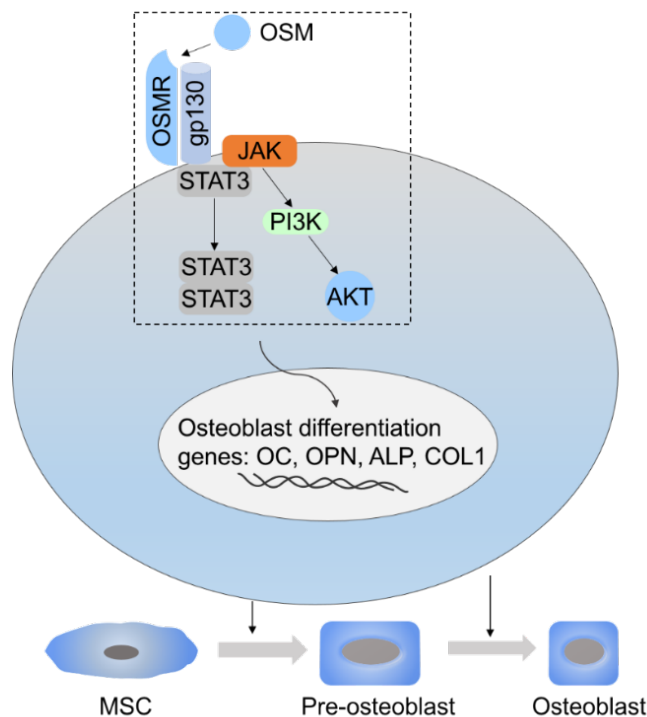 OSM
OSMR
gp130
JAK
STAT3
PI3K
STAT3
STAT3
AKT
Osteoblast differentiation
genes: OC, OPN, ALP, COL1
MSC
Pre-osteoblast
Osteoblast